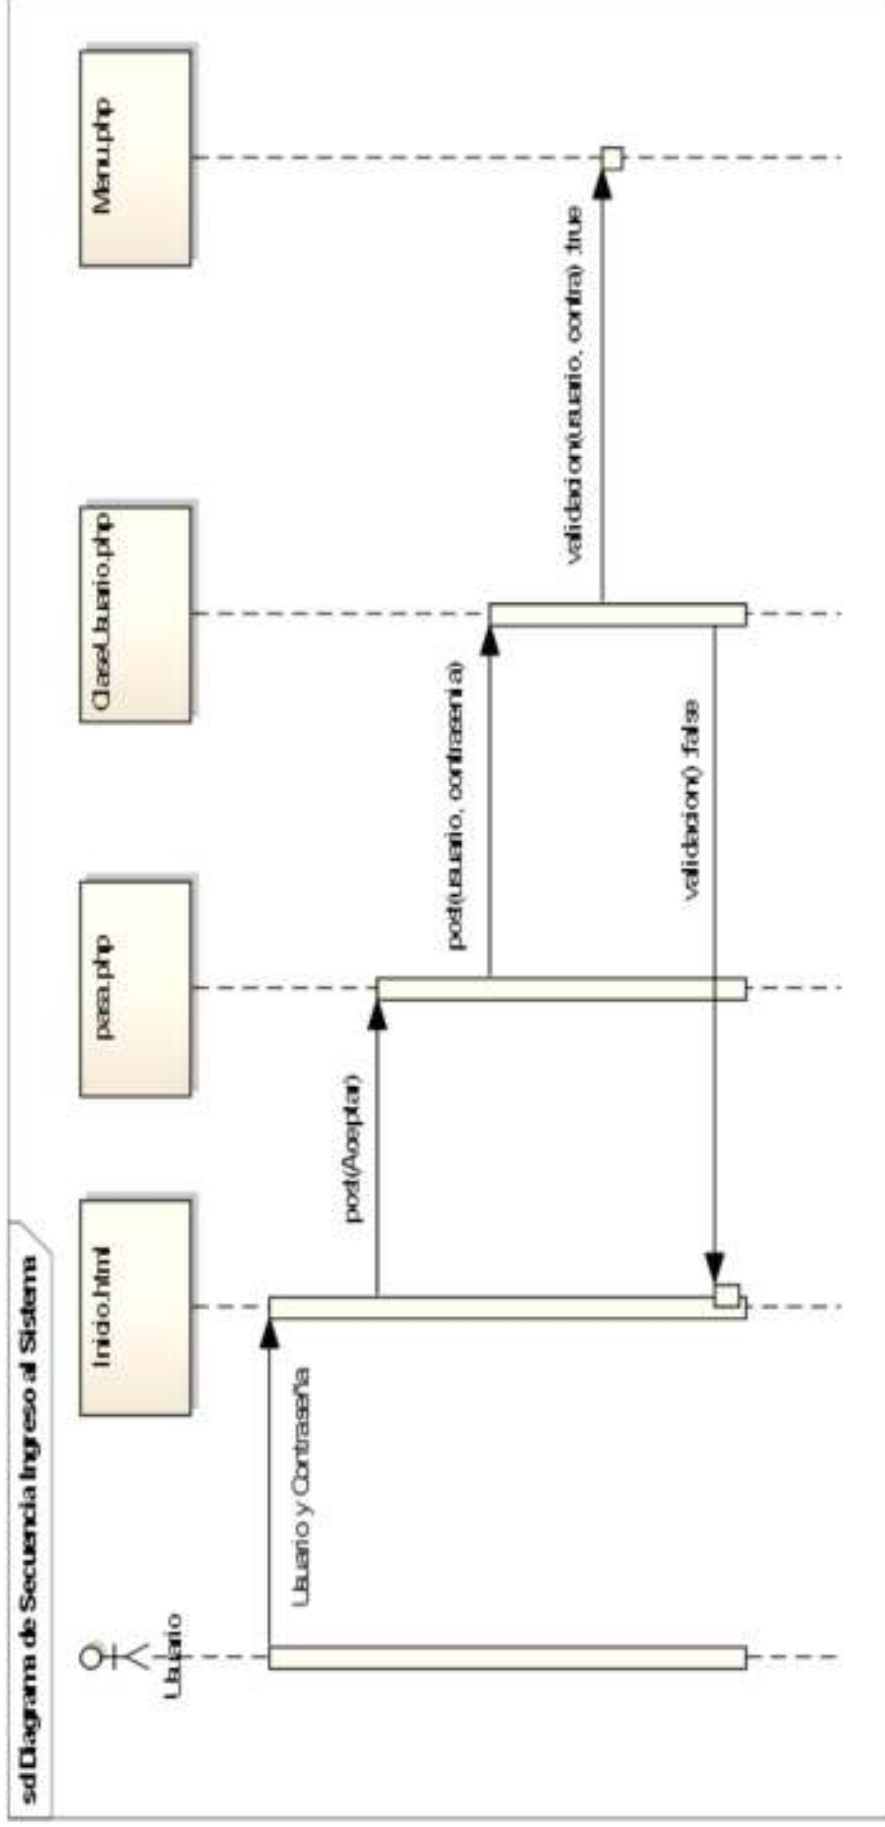 sd Diagrama de Secuencia Ingreso al Sistema
Usuario
Inicio.html
pasa.php
ClaseUsuario.php
Menu.php
Usuario y Contraseña
post(Aceptar)
post(usuario, contrasenia)
validacion(usuario, contra) :true
validacion() :false